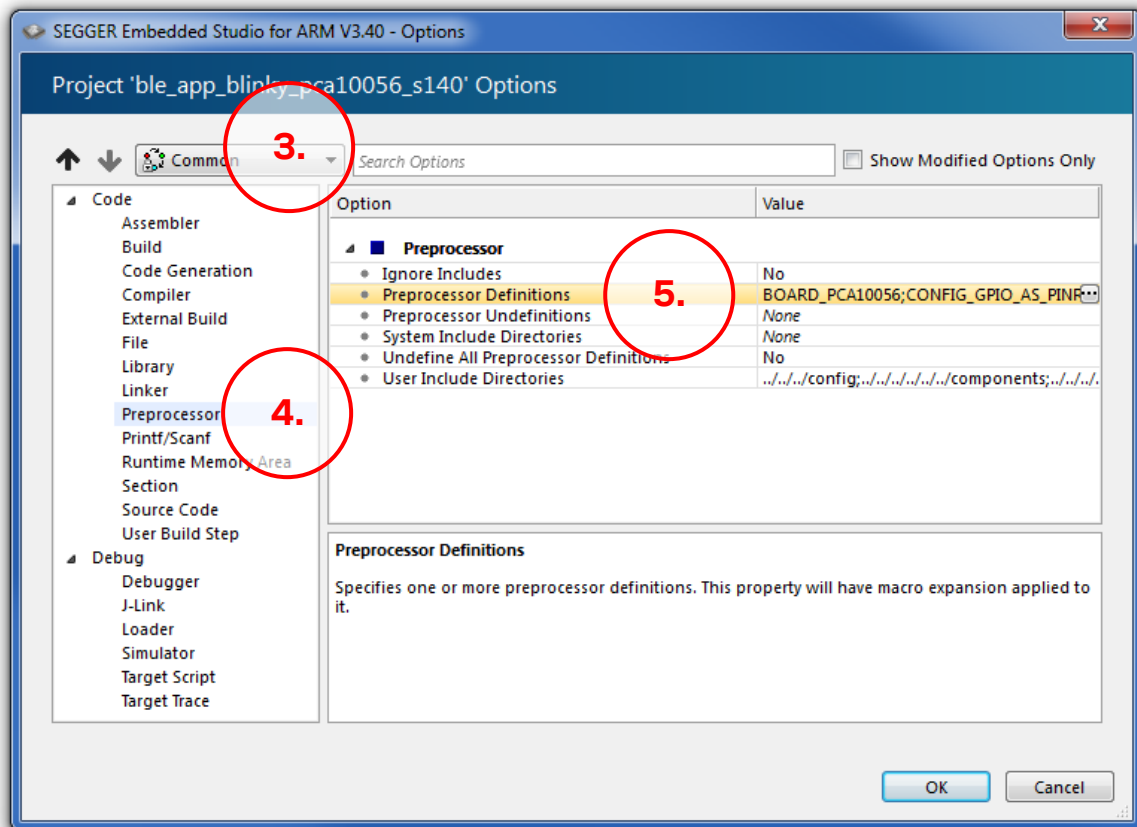 SEGGER Embedded Studio for ARM V3.40 - Options
Project 'ble_app_blinky_pca10056_s140' Options
3.
Common
Search Options
Show Modified Options Only
Code
Assembler
Build
Code Generation
Compiler
External Build
File
Library
Linker
Preprocessor
4.
Printf/Scanf
Runtime Memory Area
Section
Source Code
User Build Step
Debug
Debugger
J-Link
Loader
Simulator
Target Script
Target Trace
Option Value
Preprocessor
Ignore Includes No
5.
Preprocessor Definitions BOARD_PCA10056;CONFIG_GPIO_AS_PINR...
Preprocessor Undefinitions None
System Include Directories None
Undefine All Preprocessor Definitions No
User Include Directories ../../../config;../../../../../../components;../../../.
Preprocessor Definitions
Specifies one or more preprocessor definitions. This property will have macro expansion applied to
it.
OK Cancel